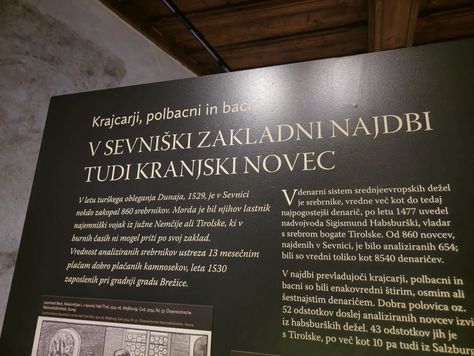 Krajcarji, polbacni in bac
V SEVNIŠKI ZAKLADNI NAJDBI
TUDI KRANJSKI NOVEC
V letu turškega obleganja Dunaja, 1529, je v Sevnici
nekdo zakopal 860 srebrnikov. Morda je bil njihov lastnik
najemniški vojak iz južne Nemčije ali Tirolske, ki v
burnih časih ni mogel priti po svoj zaklad.
Vrednost analiziranih srebrnikov ustreza 13 mesečnim
plačam dobro plačanih kamnosekov, leta 1530
zaposlenih pri gradnji gradu Brežice.
V denarni sistem srednjeevropskih dežel
je srebrnike, vredne več kot do tedaj
najpogostejši denarič, po letu 1477 uvedel
nadvojvoda Sigismund Habsburški, vladar
s srebrom bogate Tirolske. Od 860 novcev,
najdenih v Sevnici, je bilo analiziranih 654;
bili so vredni toliko kot 8540 denaričev.
V najdbi prevladujoči krajcarji, polbacni in
bacni so bili enakovredni štirim, osmim ali
šestnajstim denaričem. Dobra polovica oz.
52 odstotkov doslej analiziranih novcev izv
iz habsburških dežel. 43 odstotkov jih je
s Tirolske, po več kot 10 pa tudi iz Salzburg